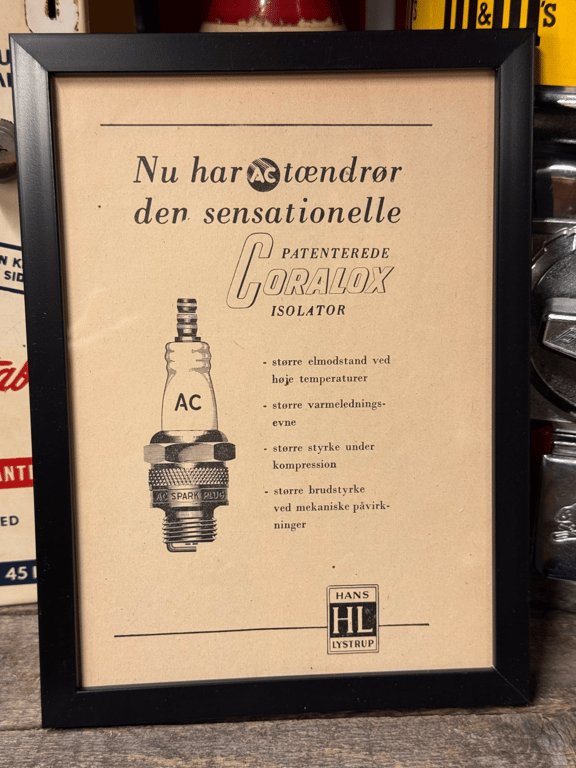 Nu har AC tændrør
den sensationelle
PATENTEREDE
CORALOX
ISOLATOR
- større elmodstand ved
høje temperaturer
- større varmelednings-
evne
- større styrke under
kompression
- større brudstyrke
ved mekaniske påvirk-
ninger
AC
AC SPARK PLUG
HANS
HL
LYSTRUP
&
'S
45